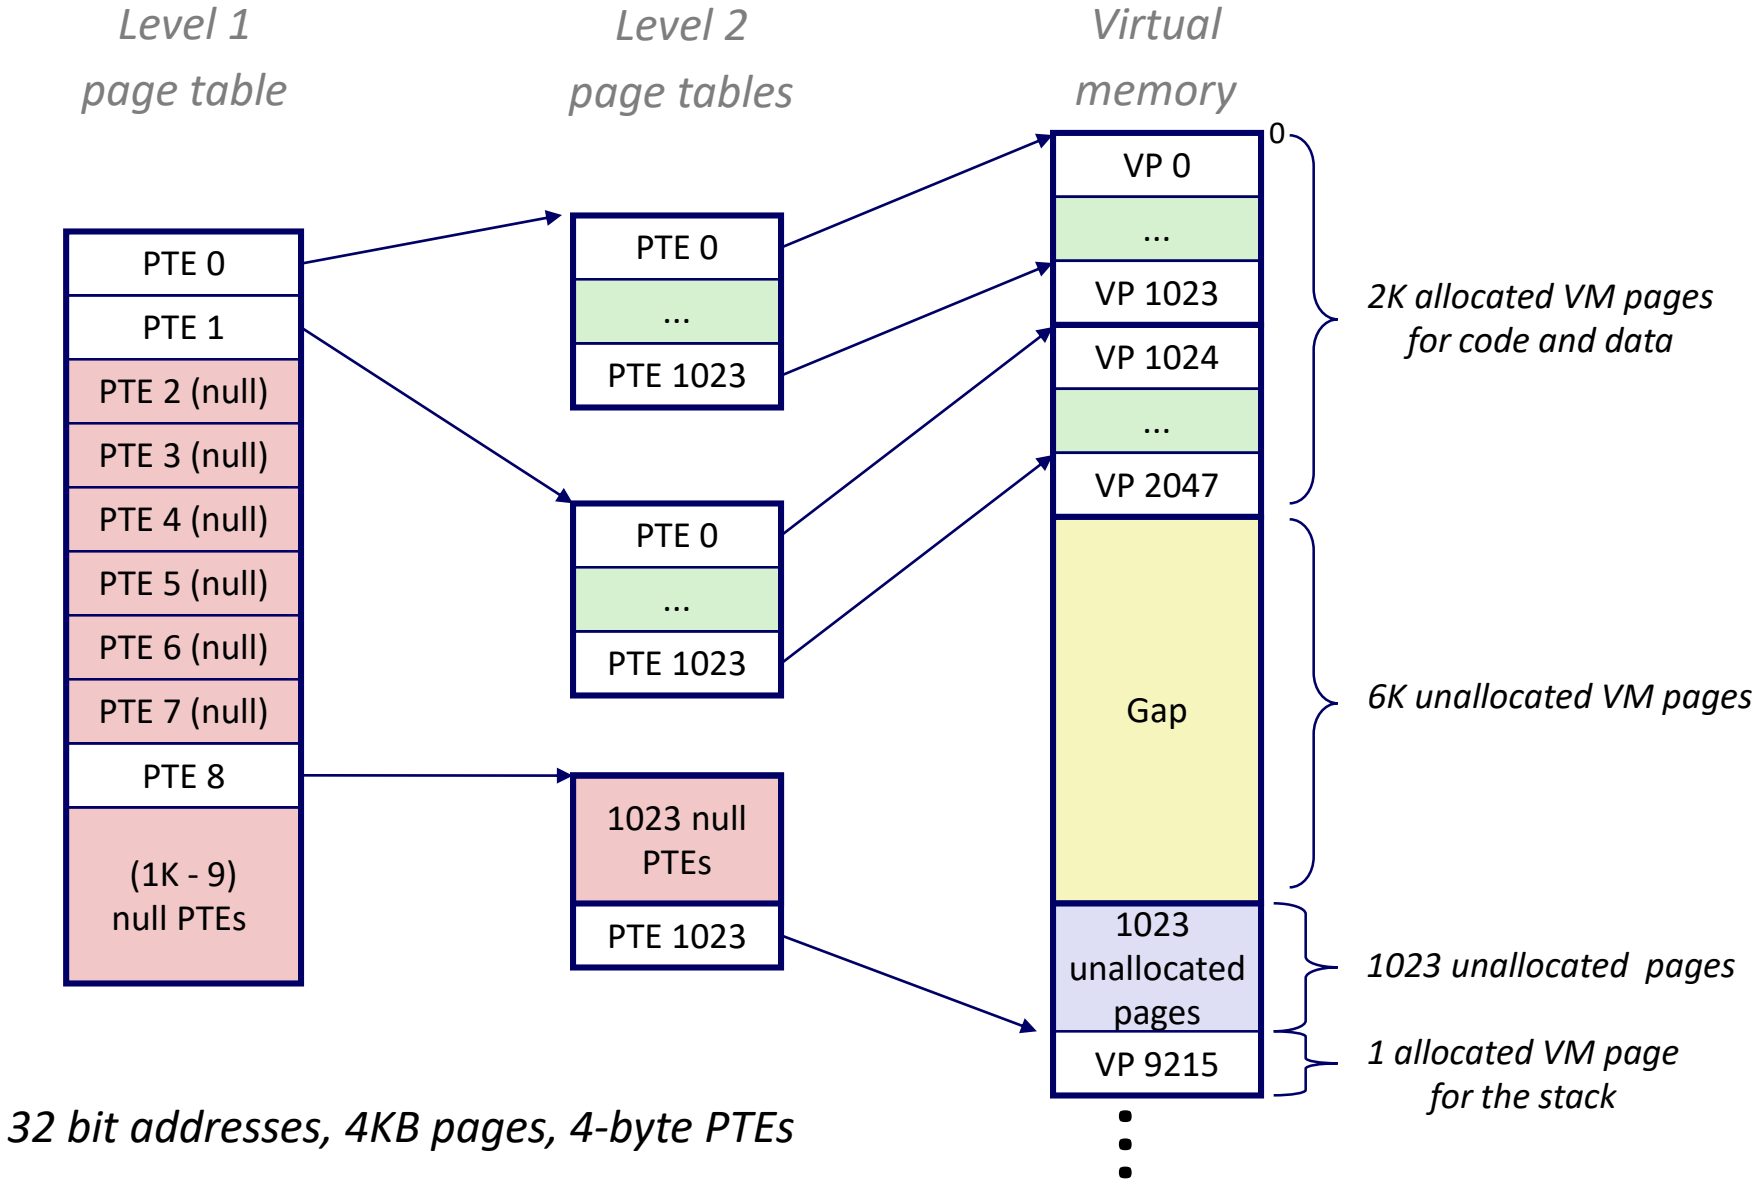 Level 1
page table
Level 2
page tables
Virtual
memory
PTE 0
PTE 1
PTE 2 (null)
PTE 3 (null)
PTE 4 (null)
PTE 5 (null)
PTE 6 (null)
PTE 7 (null)
PTE 8
(1K - 9)
null PTEs
PTE 0
...
PTE 1023
PTE 0
...
PTE 1023
1023 null
PTEs
PTE 1023
0
VP 0
...
VP 1023
VP 1024
...
VP 2047
Gap
1023
unallocated
pages
VP 9215
2K allocated VM pages
for code and data
6K unallocated VM pages
1023 unallocated pages
1 allocated VM page
for the stack
32 bit addresses, 4KB pages, 4-byte PTEs